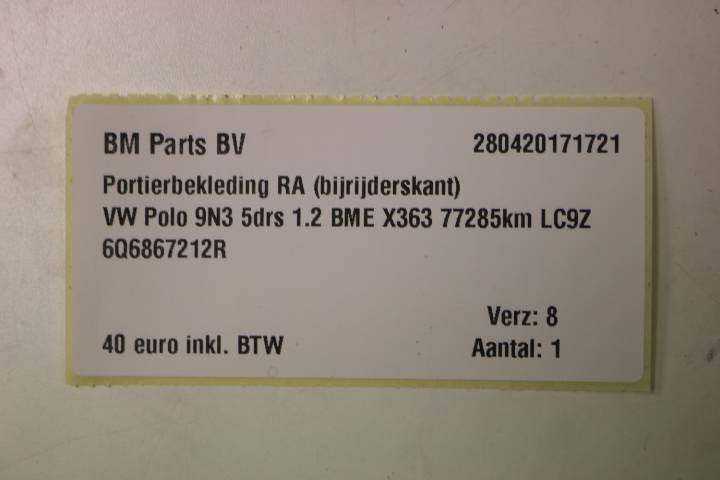 BM Parts BV 280420171721
Portierbekleding RA (bijrijderskant)
VW Polo 9N3 5drs 1.2 BME X363 77285km LC9Z
6Q6867212R
Verz: 8
40 euro inkl. BTW Aantal: 1